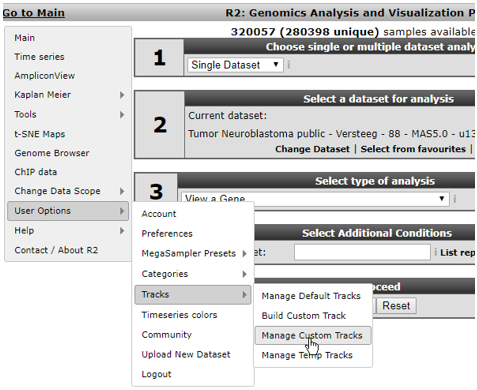 Go to Main
R2: Genomics Analysis and Visualization P
320057 (280398 unique) samples available
Main
Time series
AmpliconView
Kaplan Meier
Tools
t-SNE Maps
Genome Browser
ChIP data
Change Data Scope
User Options
Help
Contact / About R2
1
Choose single or multiple dataset analy
Single Dataset
2
Select a dataset for analysis
Current dataset:
Tumor Neuroblastoma public - Versteeg - 88 - MAS5.0 - u13
Change Dataset | Select from favourites |
3
Select type of analysis
View a Gene
Select Additional Conditions
et:
List rep
oceed
Reset
Account
Preferences
MegaSampler Presets
Categories
Tracks
Timeseries colors
Community
Upload New Dataset
Logout
Manage Default Tracks
Build Custom Track
Manage Custom Tracks
Manage Temp Tracks